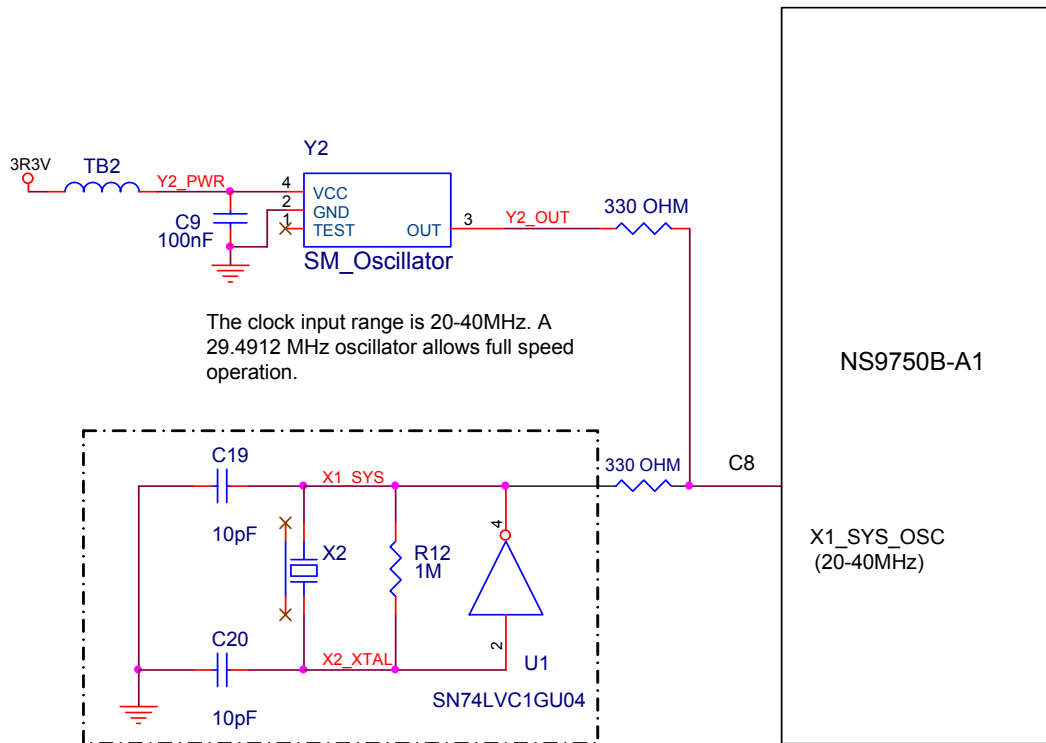 Y2
3R3V
TB2
Y2_PWR
4
VCC
2
GND
1
TEST
OUT
3
Y2_OUT
330 OHM
C9
100nF
SM_Oscillator
The clock input range is 20-40MHz. A
29.4912 MHz oscillator allows full speed
operation.
NS9750B-A1
C19
X1_SYS
330 OHM
C8
10pF
4
X2
R12
1M
X1_SYS_OSC
(20-40MHz)
C20
X2_XTAL
2
U1
SN74LVC1GU04
10pF